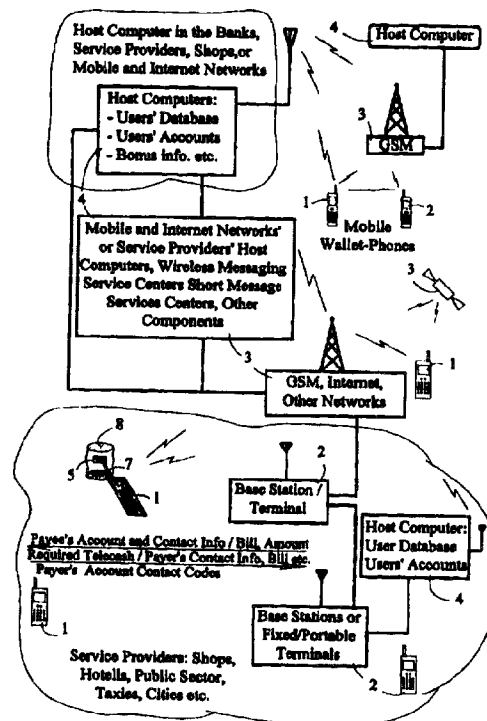 Host Computer in the Banks,
Service Providers, Shops,or
Mobile and Internet Networks
Host Computers:
- Users' Database
- Users' Accounts
- Bonus info. etc.
4
4
Host Computer
3
GSM
1
2
Mobile
Wallet-Phones
Mobile and Internet Networks'
or Service Providers' Host
Computers, Wireless Messaging
Service Centers Short Message
Services Centers, Other
Components
3
3
1
GSM, Internet,
Other Networks
8
5
7
1
2
Base Station /
Terminal
Host Computer:
User Database
Users' Accounts
4
Payee's Account and Contact Info / Bill, Amount
Required Telecash / Payer's Contact Info, Bill etc.
Payer's Account Contact Codes
1
Base Stations or
Fixed/Portable
Terminals
2
Service Providers: Shops,
Hotells, Public Sector,
Taxies, Cities etc.